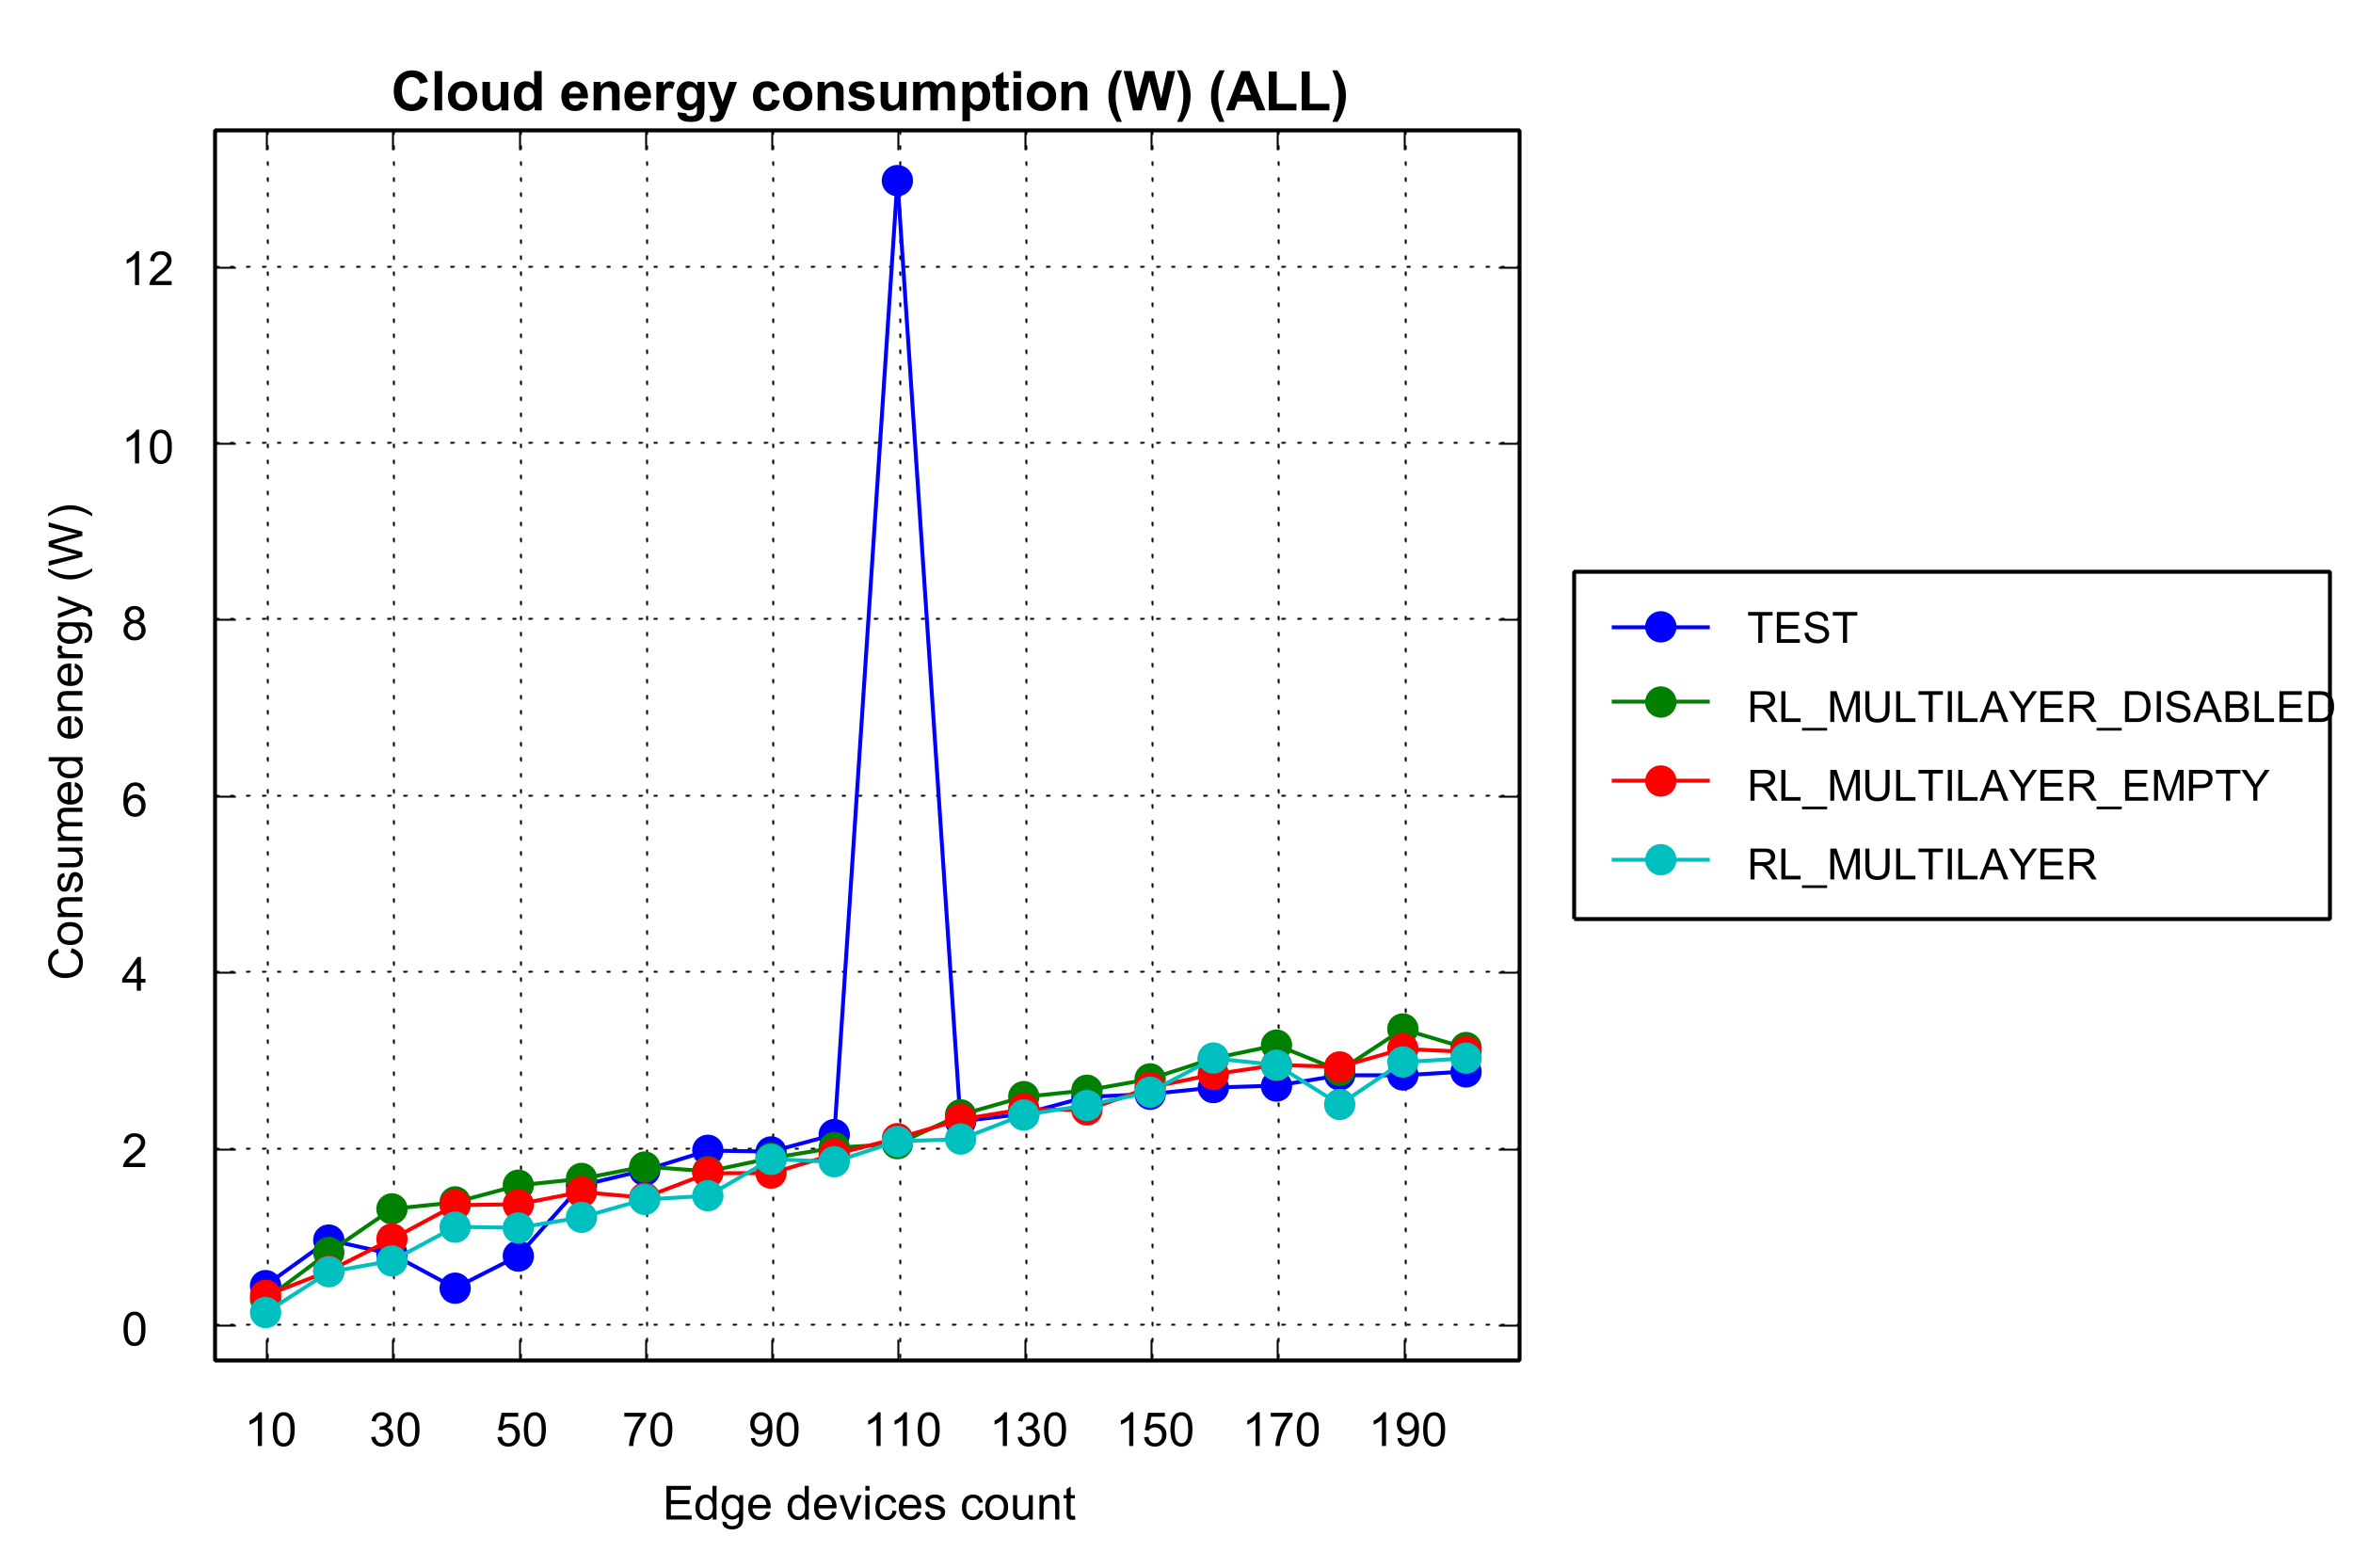 Cloud energy consumption (W) (ALL)
12
10
8
6
4
2
0
Consumed energy (W)
10 30 50 70 90 110 130 150 170 190
Edge devices count
TEST
RL_MULTILAYER_DISABLED
RL_MULTILAYER_EMPTY
RL_MULTILAYER